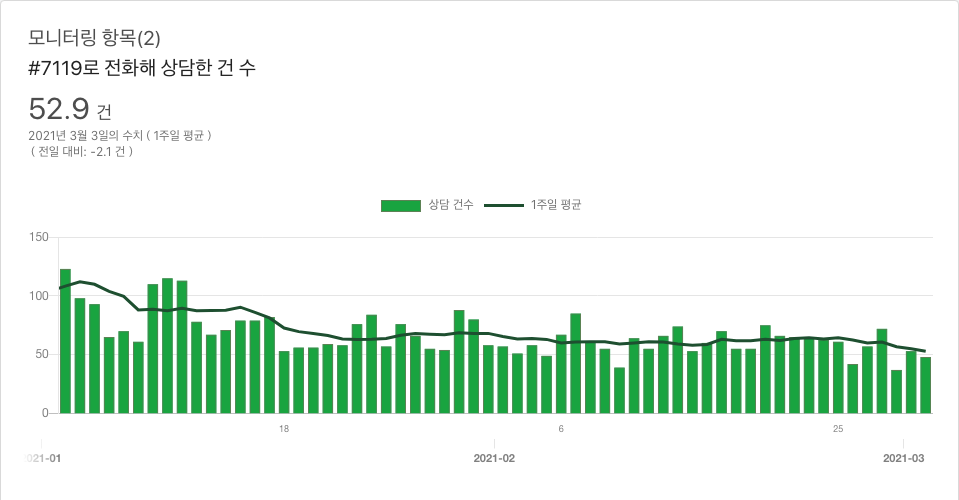 모니터링 항목(2)
#7119로 전화해 상담한 건 수
52.9 건
2021년 3월 3일의 수치 ( 1주일 평균 )
( 전일 대비: -2.1 건 )
상담 건수 1주일 평균
150
100
50
0
18 6 25
021-01 2021-02 2021-03